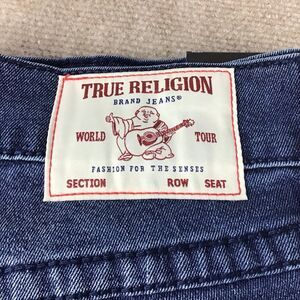 TRUE RELIGION
BRAND JEANS®
WORLD TOUR
FASHION FOR THE SENSES
SECTION ROW SEAT